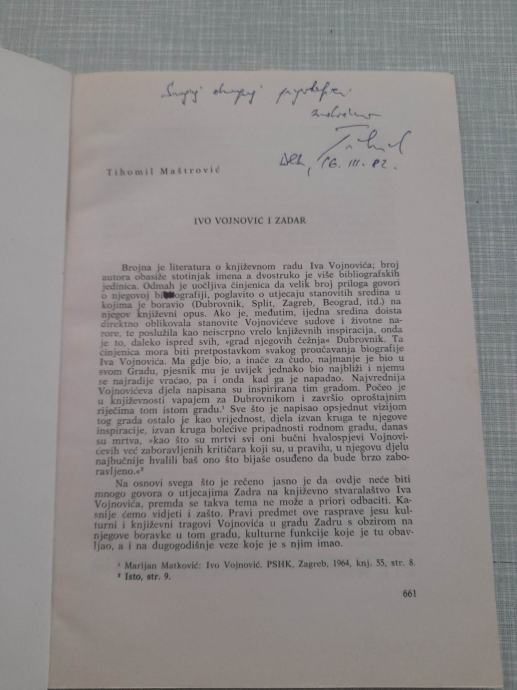 Tihomil
16. III. 82.
Tihomil Maštrović
IVO VOJNOVIĆ I ZADAR
Brojna je literatura o književnom radu Iva Vojnovića; broj
autora obasiže stotinjak imena a dvostruko je više bibliografskih
jedinica. Odmah je uočljiva činjenica da velik broj priloga govori
o njegovoj biografiji, poglavito o utjecaju stanovitih sredina u
kojima je boravio (Dubrovnik, Split, Zagreb, Beograd, itd.) na
njegov književni opus. Ako je, međutim, ijedna sredina doista
direktno oblikovala stanovite Vojnovićeve sudove i životne na-
zore, te poslužila kao neiscrpno vrelo književnih inspiracija, onda
je to, daleko ispred svih, »grad njegovih čežnja« Dubrovnik. Ta
činjenica mora biti pretpostavkom svakog proučavanja biografije
Iva Vojnovića. Ma gdje bio, a inače za čudo, najmanje je bio u
svom Gradu, pjesnik mu je uvijek jednako bio najbliži i njemu
se najradije vraćao, pa i onda kad ga je napadao. Najvrednija
Vojnovićeva djela napisana su inspirirana tim gradom. Počeo je
u književnosti vapajem za Dubrovnikom i završio oproštajnim
riječima tom istom gradu.¹ Sve što je napisao opsjednut vizijom
tog grada ostalo je kao vrijednost, djela izvan kruga te njegove
inspiracije, izvan kruga bolećive pripadnosti rodnom gradu, danas
su mrtva, »kao što su mrtvi svi oni bučni hvalospjevi Vojnovi-
ćevih već zaboravljenih kritičara koji su, u pravilu, u njegovu djelu
najbučnije hvalili baš ono što bijaše osuđeno da bude brzo zabo-
ravljeno.«²
Na osnovi svega što je rečeno jasno je da ovdje neće biti
mnogo govora o utjecajima Zadra na književno stvaralaštvo Iva
Vojnovića, premda se takva tema ne može a priori odbaciti. Ka-
snije ćemo vidjeti i zašto. Pravi predmet ove rasprave jesu kul-
turni i književni tragovi Vojnovića u gradu Zadru s obzirom na
njegove boravke u tom gradu, kulturne funkcije koje je tu obav-
ljao, a i na dugogodišnje veze koje je s njim imao.
¹ Marijan Matković: Ivo Vojnović. PSHK, Zagreb, 1964, knj. 55, str. 8.
² Isto, str. 9.
661